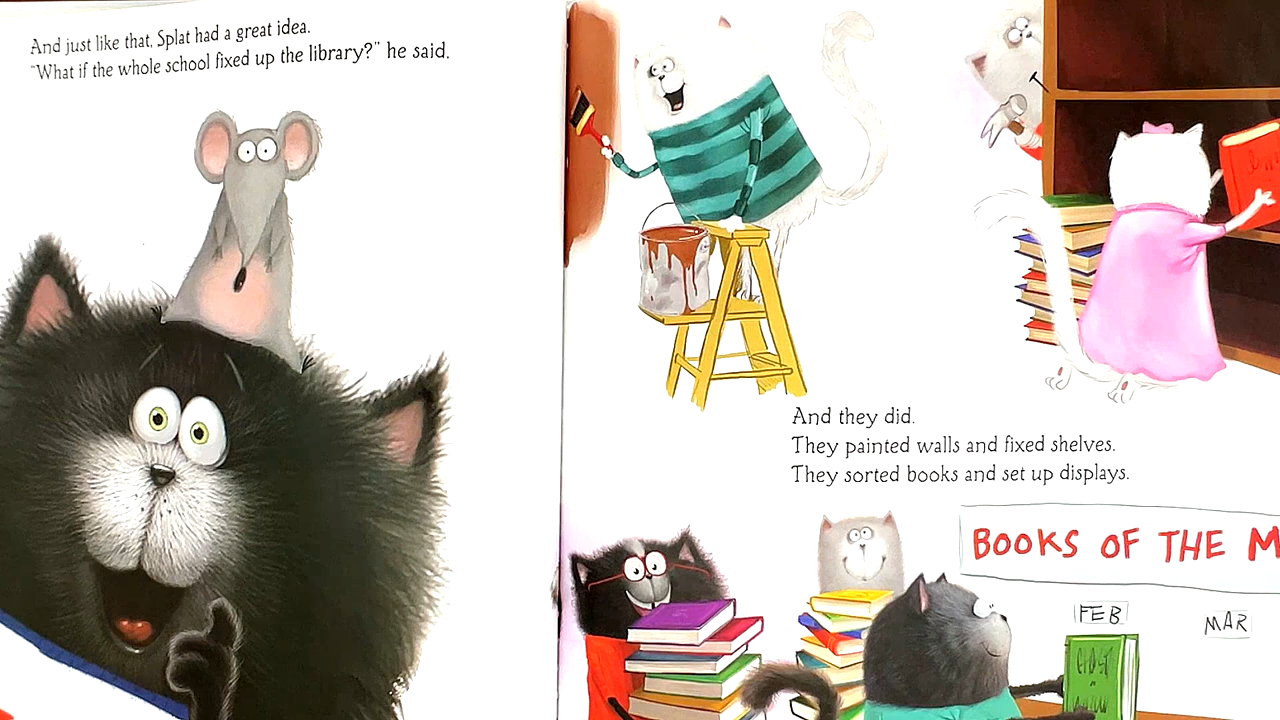 And just like that, Splat had a great idea.
"What if the whole school fixed up the library?" he said.
And they did.
They painted walls and fixed shelves.
They sorted books and set up displays.
BOOKS OF THE M
FEB
MAR